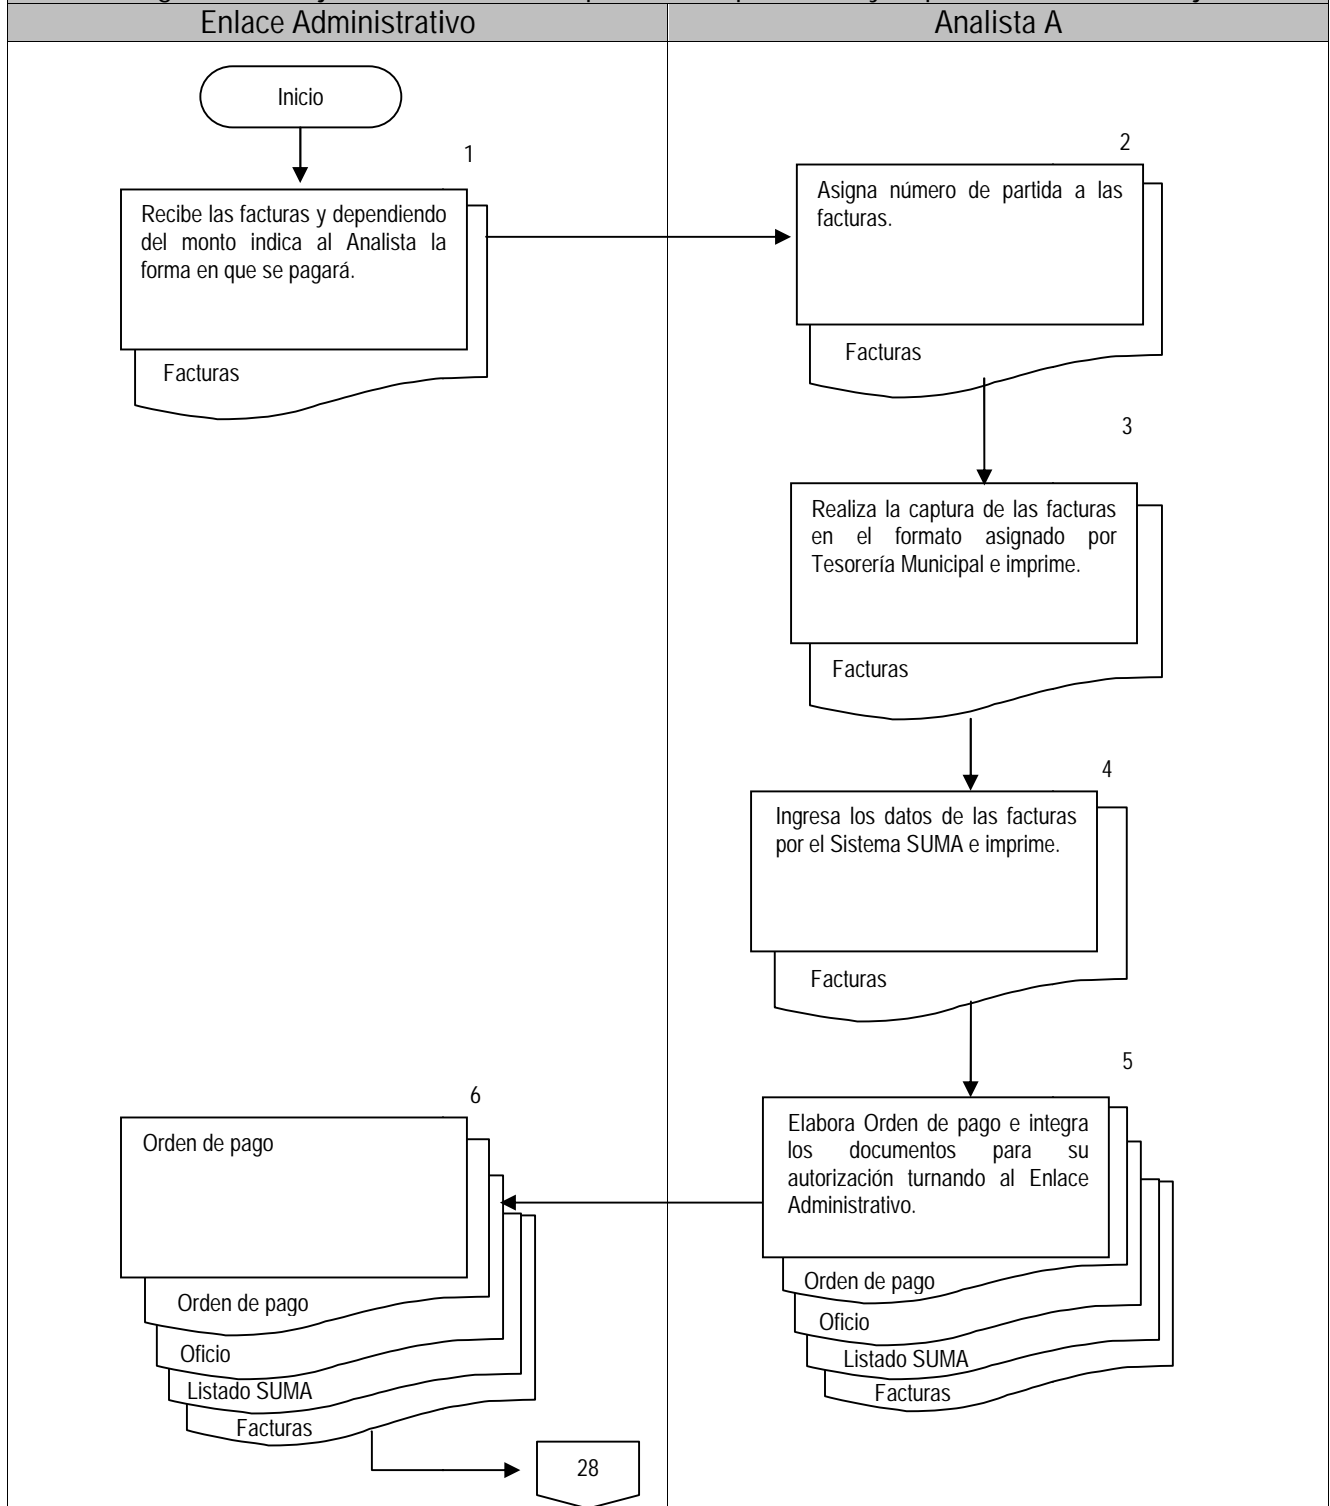 Enlace Administrativo
Analista A
Inicio
1
Recibe las facturas y dependiendo
del monto indica al Analista la
forma en que se pagará.
Facturas
2
Asigna número de partida a las
facturas.
Facturas
3
Realiza la captura de las facturas
en el formato asignado por
Tesorería Municipal e imprime.
Facturas
4
Ingresa los datos de las facturas
por el Sistema SUMA e imprime.
Facturas
5
Elabora Orden de pago e integra
los documentos para su
autorización turnando al Enlace
Administrativo.
Orden de pago
Oficio
Listado SUMA
Facturas
6
Orden de pago
Orden de pago
Oficio
Listado SUMA
Facturas
28